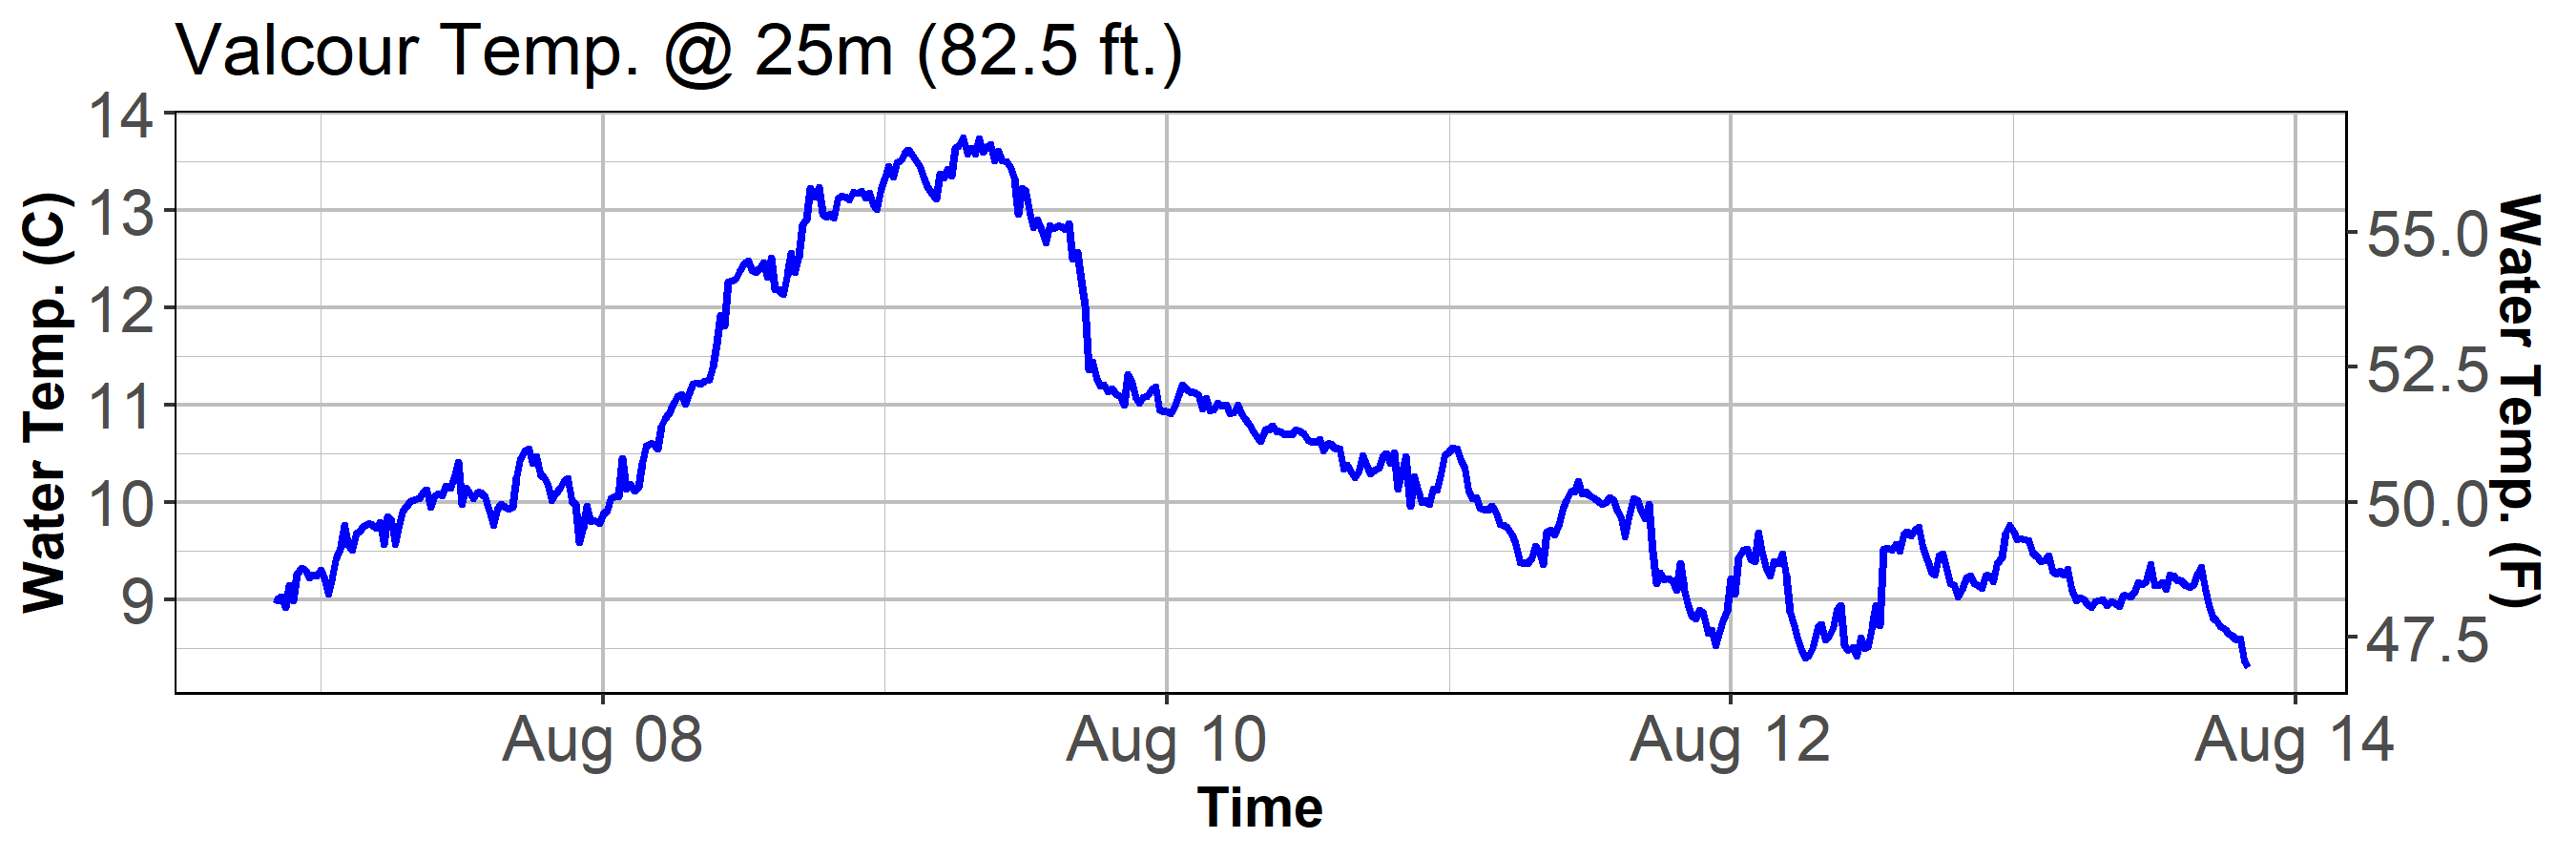 Valcour Temp. @ 25m (82.5 ft.)
Water Temp. (C)
14
13
12
11
10
9
55.0
52.5
50.0
47.5
Water Temp. (F)
Aug 08
Aug 10
Aug 12
Aug 14
Time